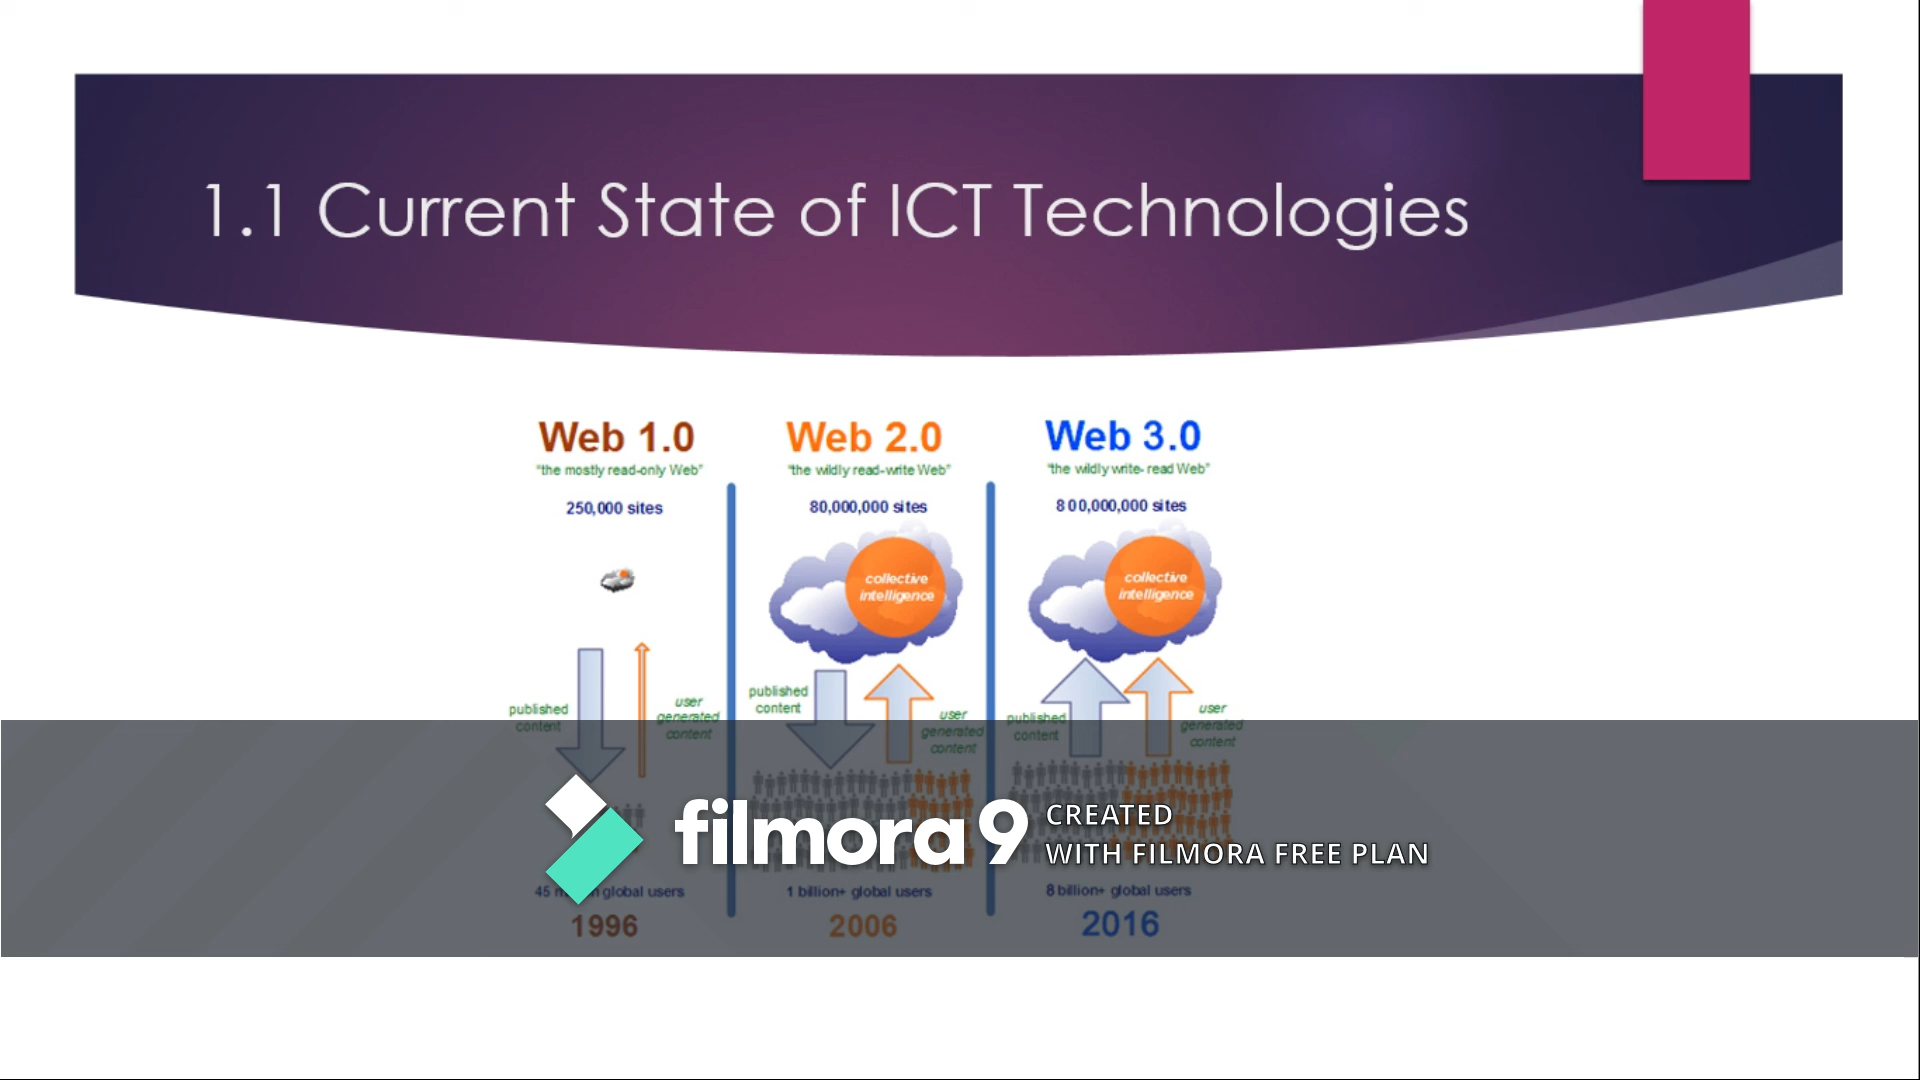 1.1 Current State of ICT Technologies
Web 1.0
"the mostly read-only Web"
250,000 sites
published
content
user
generated
content
45 global users
1996
Web 2.0
"the wildly read-write Web"
80,000,000 sites
collective
intelligence
published
content
user
generated
content
1 billion+ global users
2006
Web 3.0
"the wildly write- read Web"
800,000,000 sites
collective
intelligence
published
content
user
generated
content
8 billion+ global users
2016
filmora9
CREATED
WITH FILMORA FREE PLAN